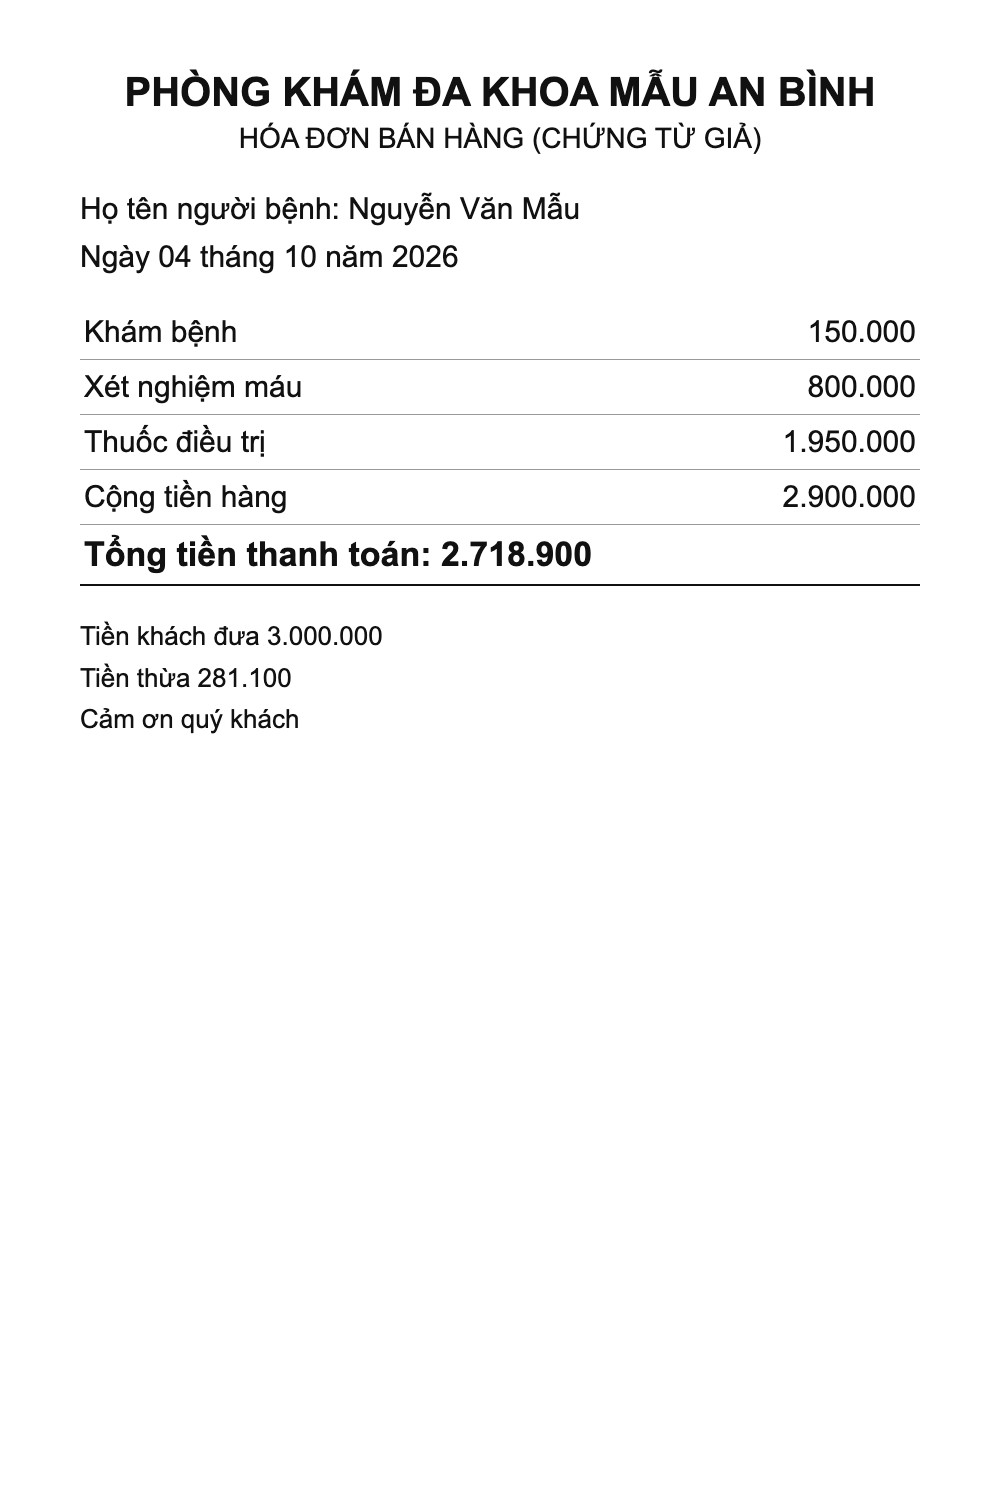 PHÒNG KHÁM ĐA KHOA MẪU AN BÌNH
HÓA ĐƠN BÁN HÀNG (CHỨNG TỪ GIẢ)
Họ tên người bệnh: Nguyễn Văn Mẫu
Ngày 04 tháng 10 năm 2026
Khám bệnh 150.000
Xét nghiệm máu 800.000
Thuốc điều trị 1.950.000
Cộng tiền hàng 2.900.000
Tổng tiền thanh toán: 2.718.900
Tiền khách đưa 3.000.000
Tiền thừa 281.100
Cảm ơn quý khách